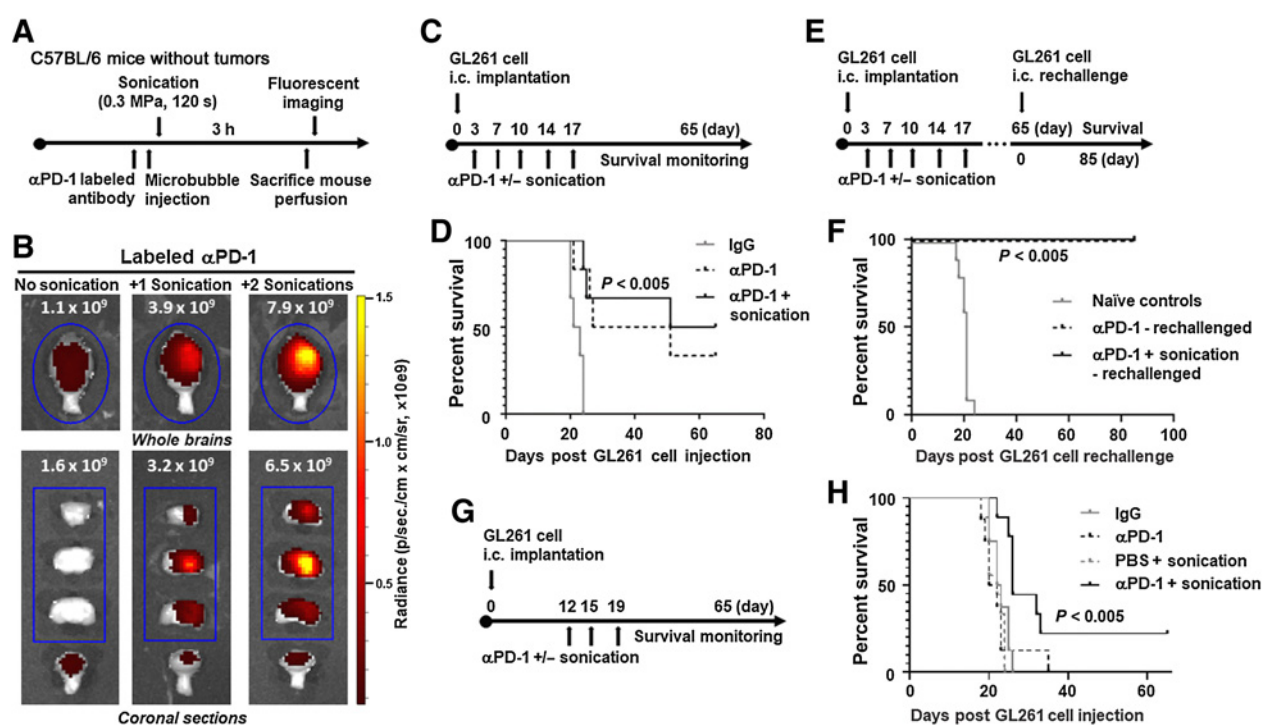 A
C57BL/6 mice without tumors
Sonication
(0.3 MPa, 120 s)
Fluorescent
imaging
3 h
αPD-1 labeled
antibody
Microbubble
injection
Sacrifice mouse
perfusion
B
Labeled αPD-1
No sonication +1 Sonication +2 Sonications
1.1 x 10⁹ 3.9 x 10⁹ 7.9 x 10⁹
Whole brains
1.6 x 10⁹ 3.2 x 10⁹ 6.5 x 10⁹
Coronal sections
1.5
1.0
0.5
Radiance (p/sec./cm x cm/sr, x10e9)
C
GL261 cell
i.c. implantation
0 3 7 10 14 17 65 (day)
Survival monitoring
αPD-1 +/– sonication
D
Percent survival
100
50
0
0 20 40 60 80
Days post GL261 cell injection
IgG
αPD-1
αPD-1 +
sonication
P < 0.005
E
GL261 cell
i.c. implantation
GL261 cell
i.c. rechallenge
0 3 7 10 14 17 65 (day) Survival
0 85 (day)
αPD-1 +/– sonication
F
Percent survival
100
50
0
0 20 40 60 80 100
Days post GL261 cell rechallenge
P < 0.005
Naïve controls
αPD-1 - rechallenged
αPD-1 + sonication
- rechallenged
G
GL261 cell
i.c. implantation
0 12 15 19 65 (day)
Survival monitoring
αPD-1 +/– sonication
H
Percent survival
100
50
0
0 20 40 60
Days post GL261 cell injection
IgG
αPD-1
PBS + sonication
αPD-1 + sonication
P < 0.005